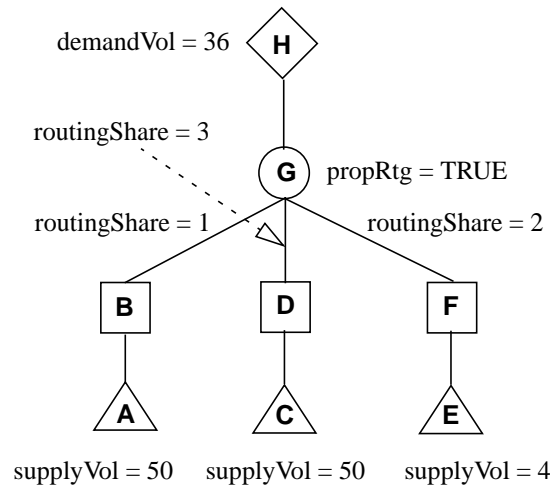 demandVol = 36
H
routingShare = 3
G
propRtg = TRUE
routingShare = 1
routingShare = 2
B
D
F
A
C
E
supplyVol = 50
supplyVol = 50
supplyVol = 4